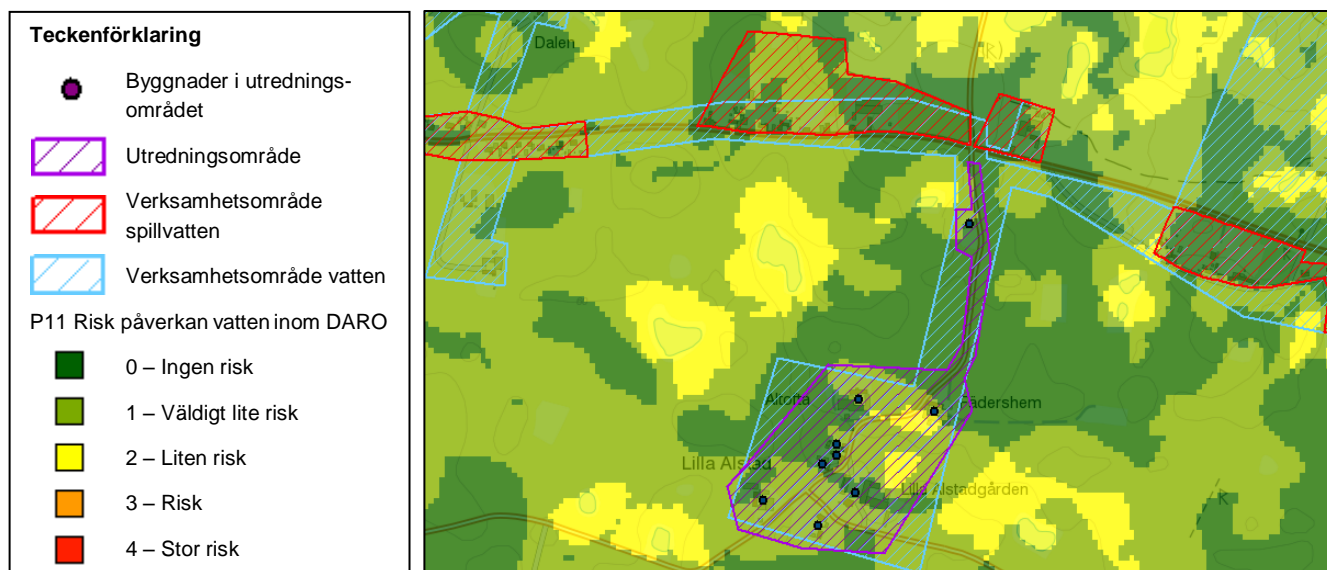 Teckenförklaring
Byggnader i utrednings-
området
Utredningsområde
Verksamhetsområde
spillvatten
Verksamhetsområde vatten
P11 Risk påverkan vatten inom DARO
0 – Ingen risk
1 – Väldigt lite risk
2 – Liten risk
3 – Risk
4 – Stor risk
Dalen
(R)
Fädershem
Lilla Alstad
Lilla Alstadgården
K